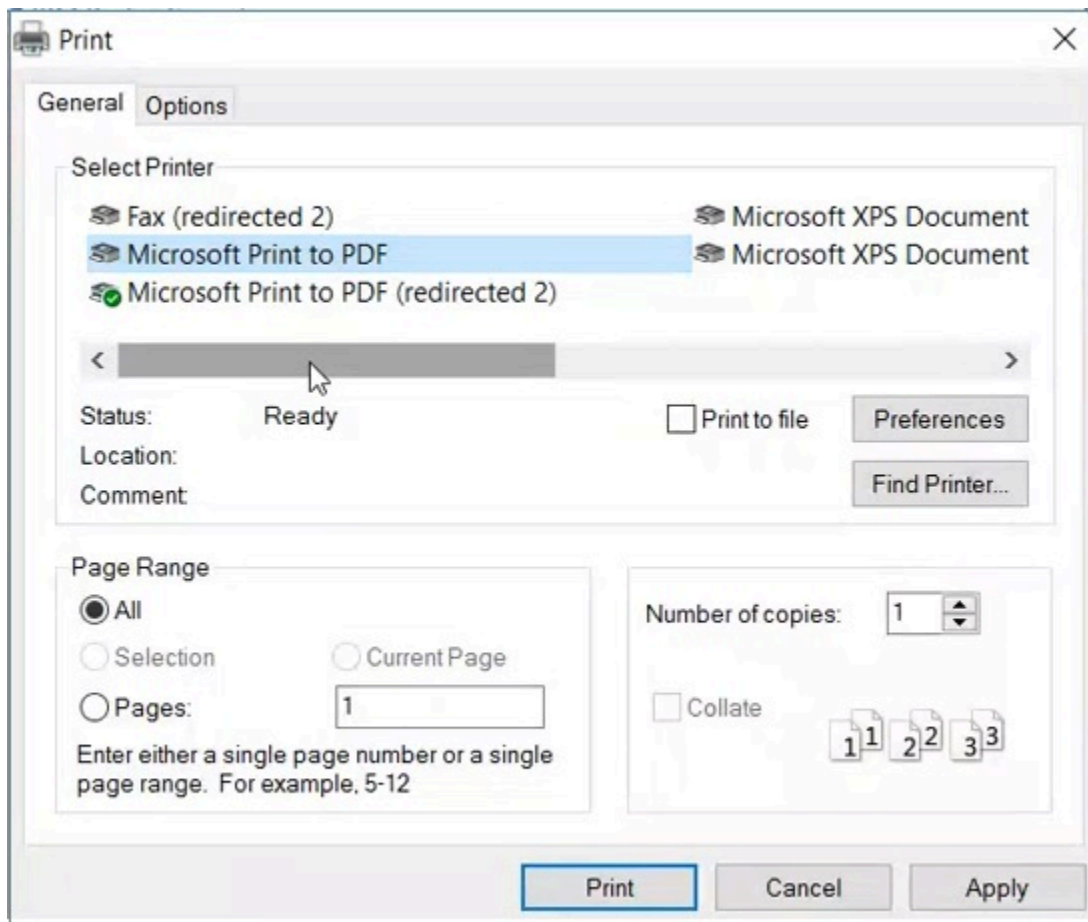 Print
General Options
Select Printer
Fax (redirected 2) Microsoft XPS Document
Microsoft Print to PDF Microsoft XPS Document
Microsoft Print to PDF (redirected 2)
Status: Ready Print to file Preferences
Location:
Comment: Find Printer...
Page Range
All
Number of copies: 1
Selection Current Page
Pages: 1
Collate
1 1 2 2 3 3
Enter either a single page number or a single
page range. For example, 5-12
Print Cancel Apply